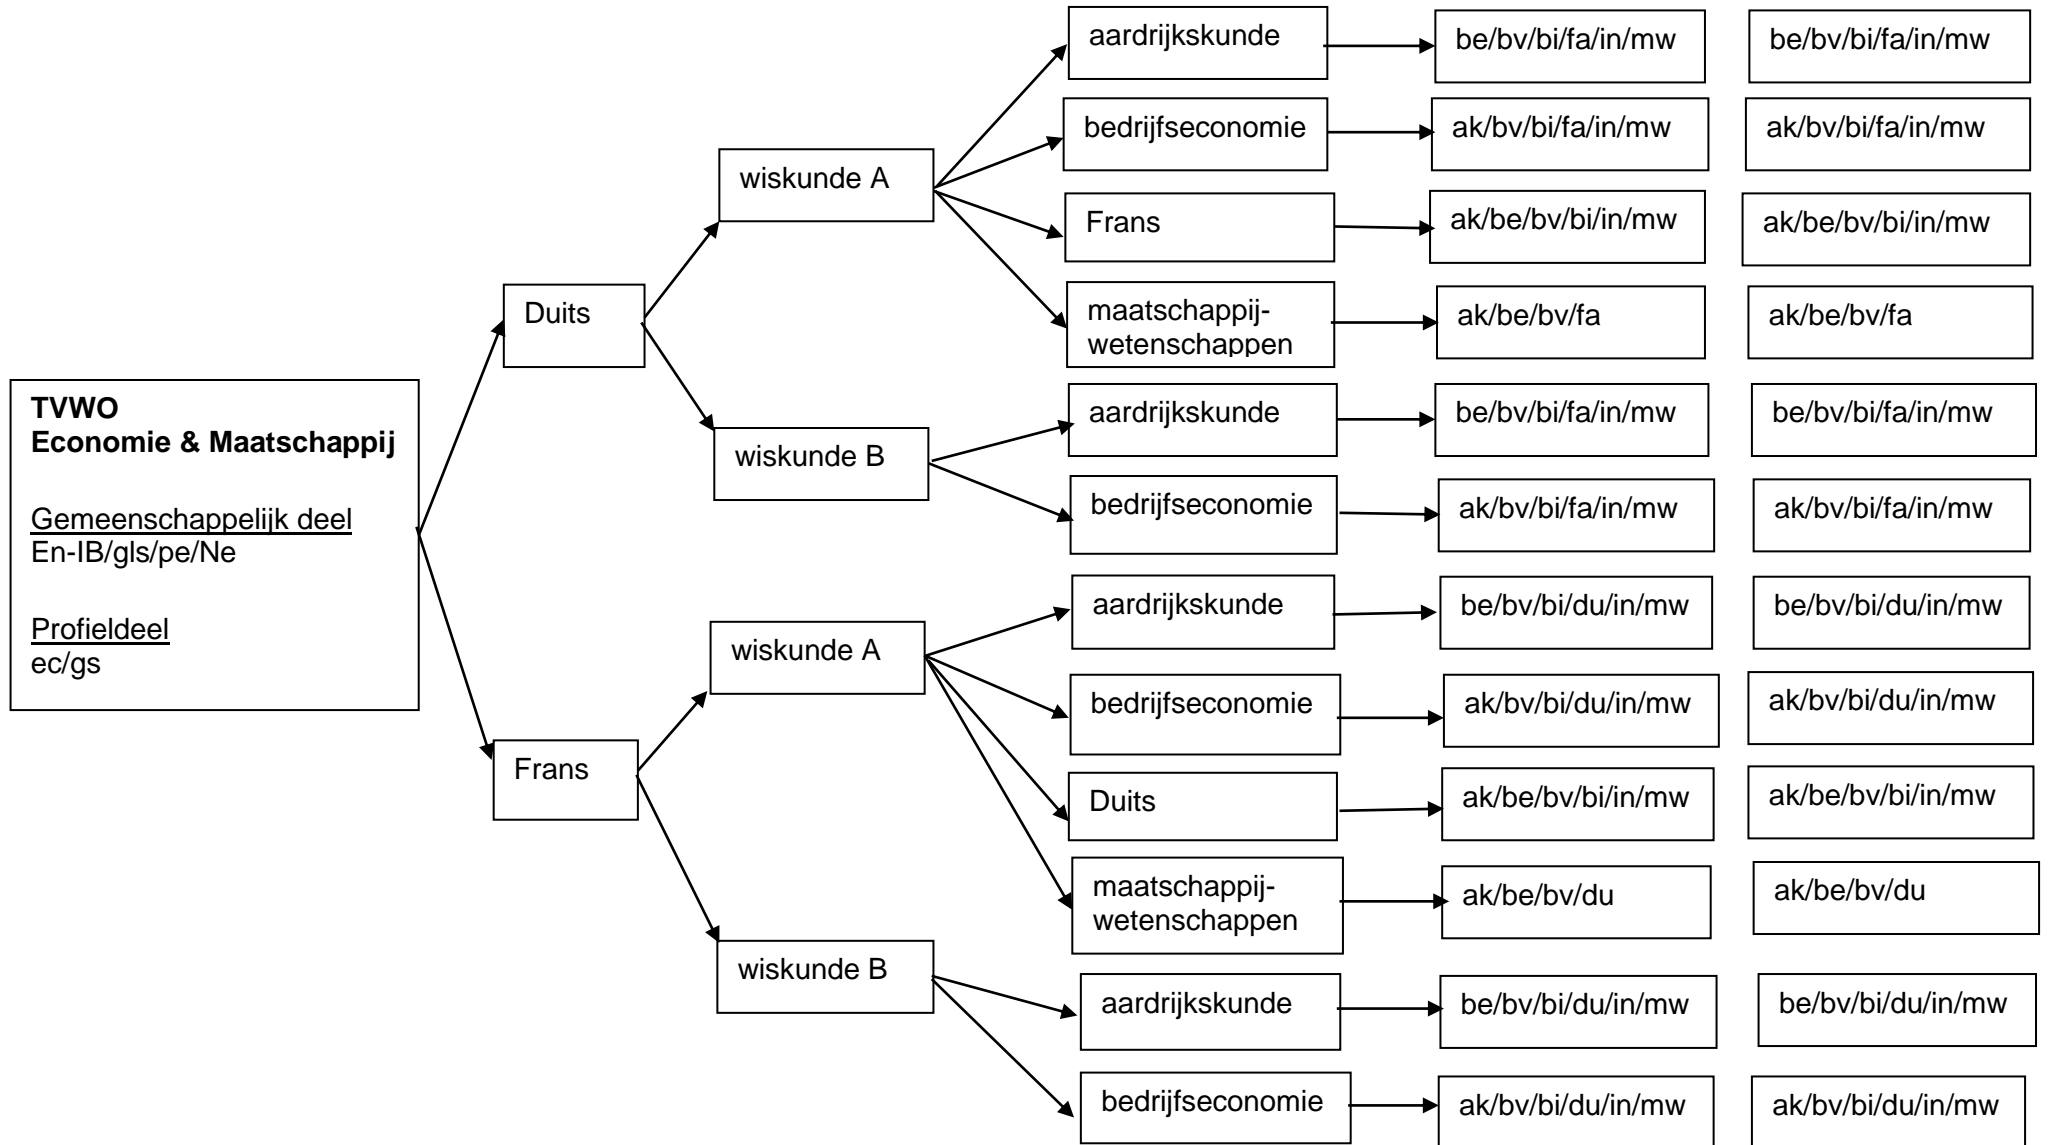 TVWO
Economie & Maatschappij
Gemeenschappelijk deel
En-IB/gls/pe/Ne
Profieldeel
ec/gs
Duits
wiskunde A
aardrijkskunde
be/bv/bi/fa/in/mw
be/bv/bi/fa/in/mw
bedrijfseconomie
ak/bv/bi/fa/in/mw
ak/bv/bi/fa/in/mw
Frans
ak/be/bv/bi/in/mw
ak/be/bv/bi/in/mw
maatschappij-
wetenschappen
ak/be/bv/fa
ak/be/bv/fa
wiskunde B
aardrijkskunde
be/bv/bi/fa/in/mw
be/bv/bi/fa/in/mw
bedrijfseconomie
ak/bv/bi/fa/in/mw
ak/bv/bi/fa/in/mw
Frans
wiskunde A
aardrijkskunde
be/bv/bi/du/in/mw
be/bv/bi/du/in/mw
bedrijfseconomie
ak/bv/bi/du/in/mw
ak/bv/bi/du/in/mw
Duits
ak/be/bv/bi/in/mw
ak/be/bv/bi/in/mw
maatschappij-
wetenschappen
ak/be/bv/du
ak/be/bv/du
wiskunde B
aardrijkskunde
be/bv/bi/du/in/mw
be/bv/bi/du/in/mw
bedrijfseconomie
ak/bv/bi/du/in/mw
ak/bv/bi/du/in/mw